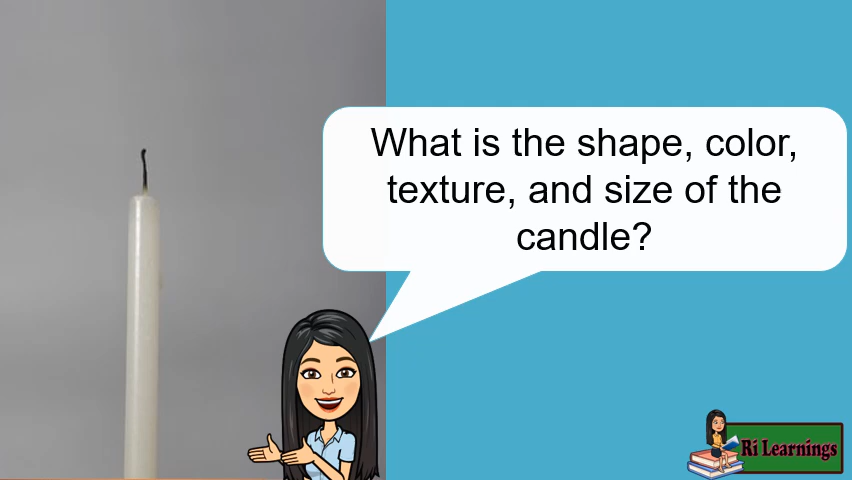 What is the shape, color,
texture, and size of the
candle?
Ri Learnings